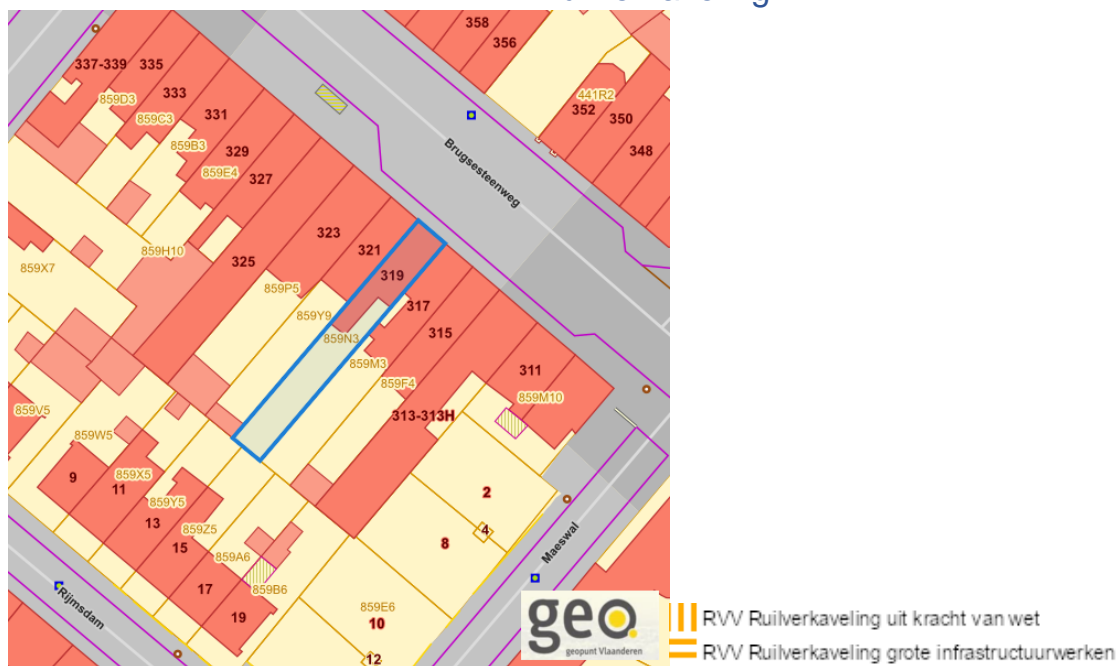 358
356
337-339
335
333
331
329
327
859D3
859C3
859B3
859E4
441R2
352
350
348
Brugsesteenweg
859H10
859X7
325
323
321
319
317
315
311
859P5
859Y9
859N3
859M3
859F4
859M10
313-313H
859V5
859W5
859X5
859Y5
859Z5
859A6
859B6
859E6
9
11
13
15
17
19
2
4
8
10
12
Maeswal
Rijmsdam
geo.
geopunt Vlaanderen
RVV Ruilverkaveling uit kracht van wet
RVV Ruilverkaveling grote infrastructuurwerken